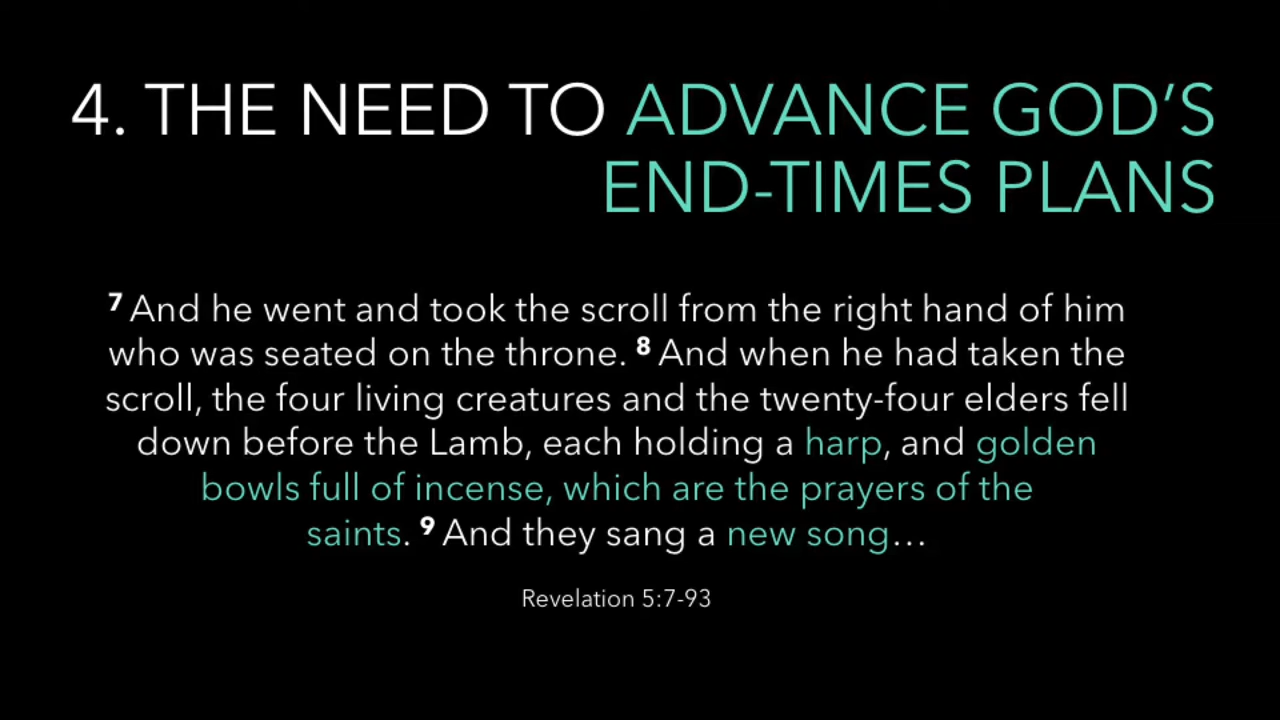 4. THE NEED TO ADVANCE GOD’S
END-TIMES PLANS
7 And he went and took the scroll from the right hand of him
who was seated on the throne. 8 And when he had taken the
scroll, the four living creatures and the twenty-four elders fell
down before the Lamb, each holding a harp, and golden
bowls full of incense, which are the prayers of the
saints. 9 And they sang a new song…
Revelation 5:7-93